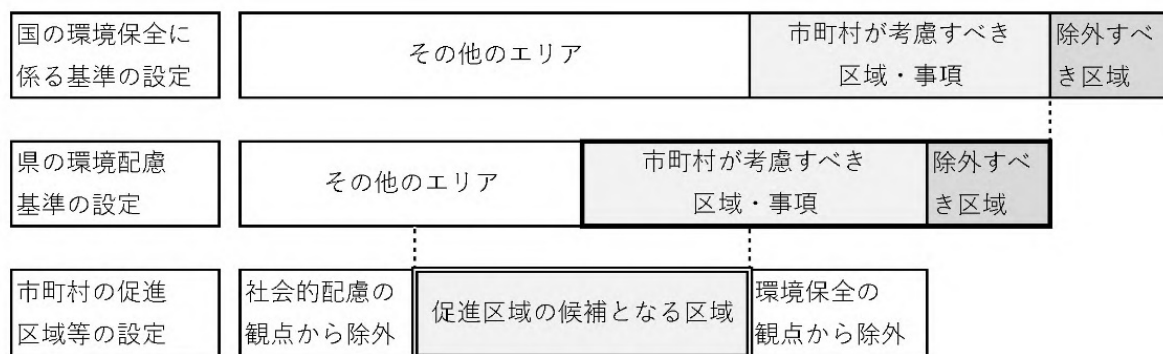 国の環境保全に
係る基準の設定
その他のエリア
市町村が考慮すべき
区域・事項
除外すべ
き区域
県の環境配慮
基準の設定
その他のエリア
市町村が考慮すべき
区域・事項
除外すべ
き区域
市町村の促進
区域等の設定
社会的配慮の
観点から除外
促進区域の候補となる区域
環境保全の
観点から除外